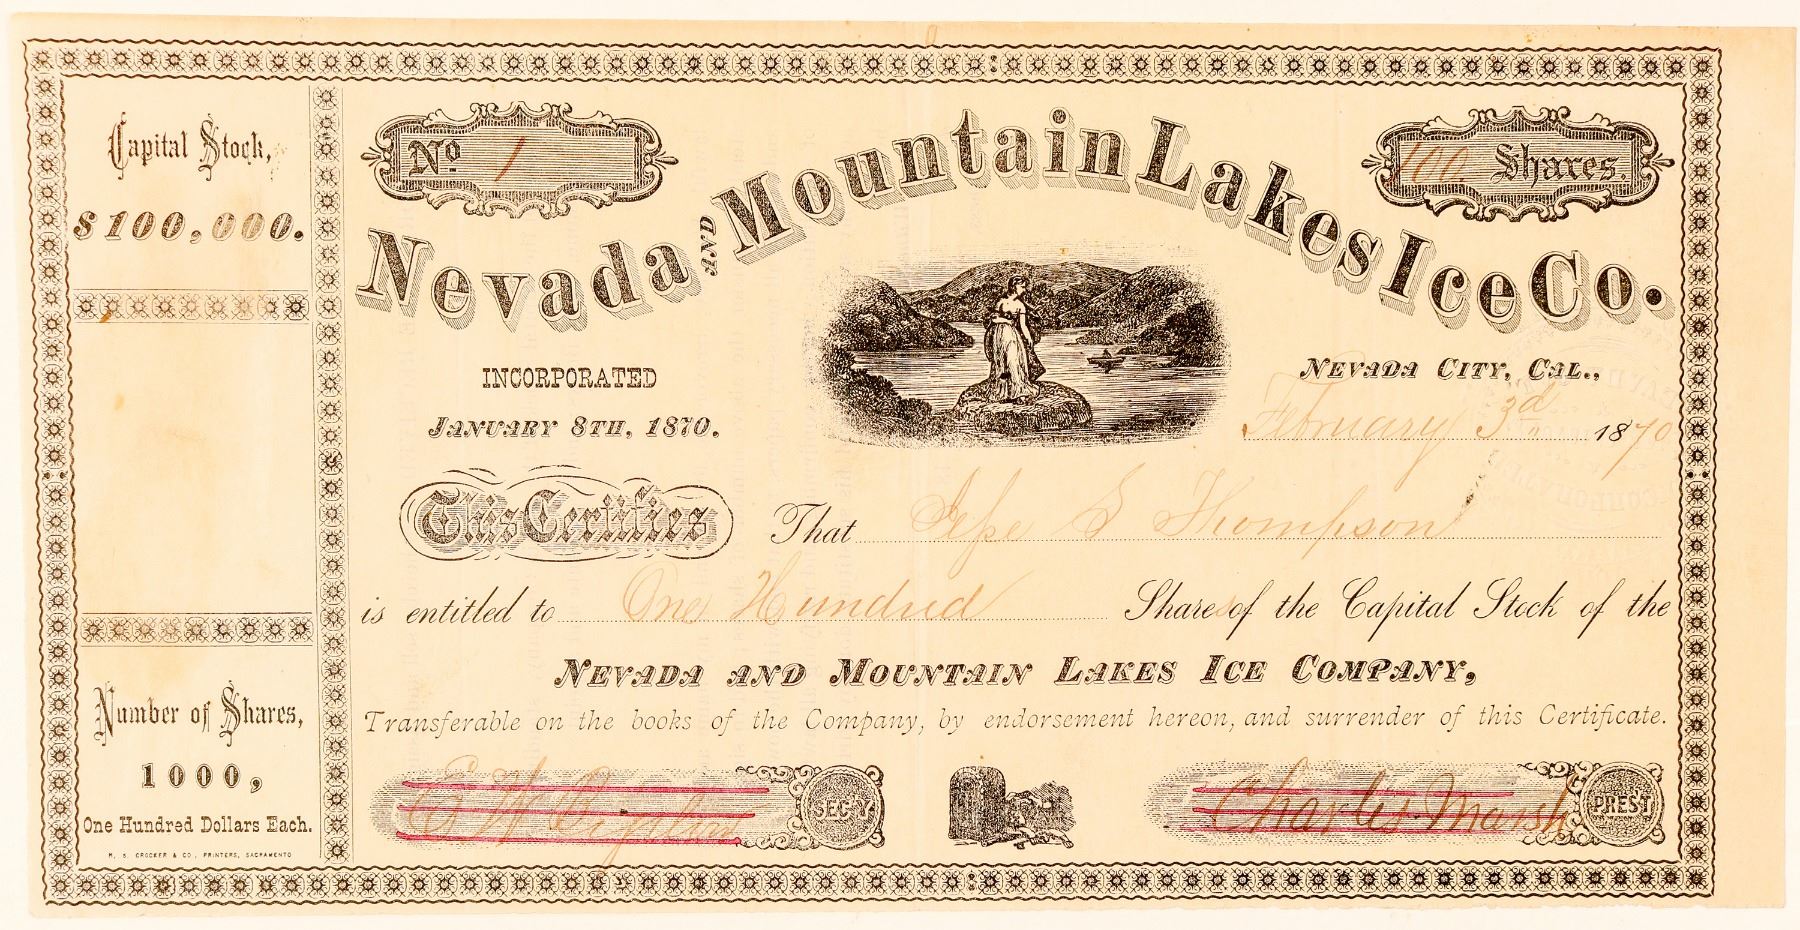 Capital Stock,
$100,000.
Number of Shares,
1000,
One Hundred Dollars Each.
H. S. CROCKER & CO., PRINTERS, SACRAMENTO
No. 1
100. Shares.
Nevada AND Mountain Lakes Ice Co.
INCORPORATED
JANUARY 8TH, 1870.
NEVADA CITY, CAL.,
February 3d 1870
This Certifies That Jesse S Thompson
is entitled to One Hundred Shares of the Capital Stock of the
NEVADA AND MOUNTAIN LAKES ICE COMPANY,
Transferable on the books of the Company, by endorsement hereon, and surrender of this Certificate.
E. W. SEC'Y
Charles Marsh PREST